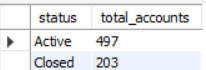 status total_accounts
Active 497
Closed 203